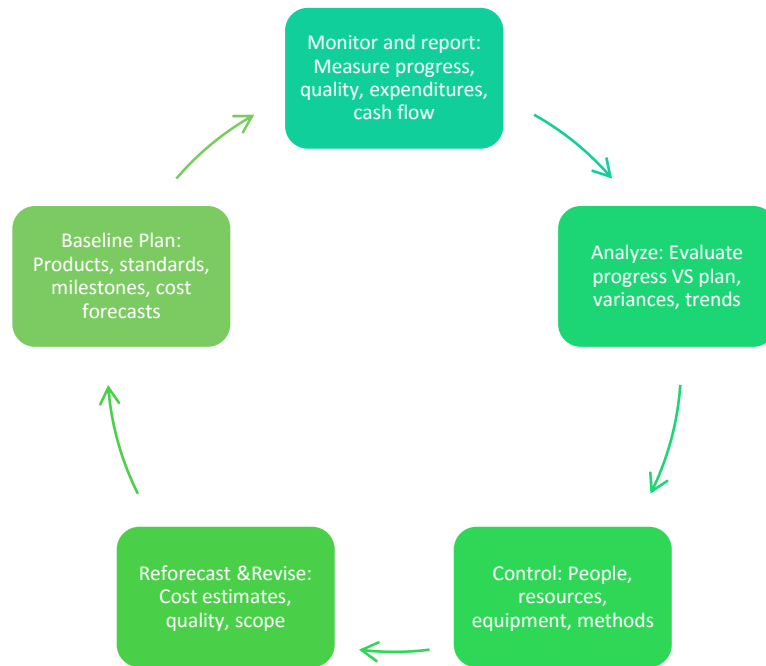 Monitor and report:
Measure progress,
quality, expenditures,
cash flow
Analyze: Evaluate
progress VS plan,
variances, trends
Control: People,
resources,
equipment, methods
Reforecast &Revise:
Cost estimates,
quality, scope
Baseline Plan:
Products, standards,
milestones, cost
forecasts